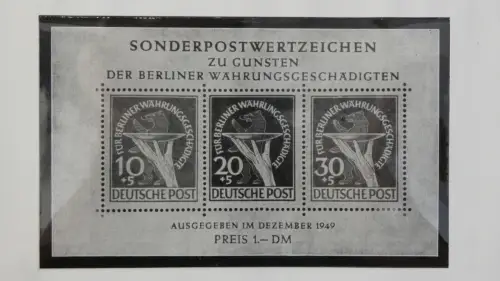 SONDERPOSTWERTZEICHEN
ZU GUNSTEN
DER BERLINER WÄHRUNGSGESCHÄDIGTEN
FÜR BERLINER WÄHRUNGSGESCHÄDIGTE
10
+5
DEUTSCHE POST
FÜR BERLINER WÄHRUNGSGESCHÄDIGTE
20
+5
DEUTSCHE POST
FÜR BERLINER WÄHRUNGSGESCHÄDIGTE
30
+5
DEUTSCHE POST
AUSGEGEBEN IM DEZEMBER 1949
PREIS 1.— DM